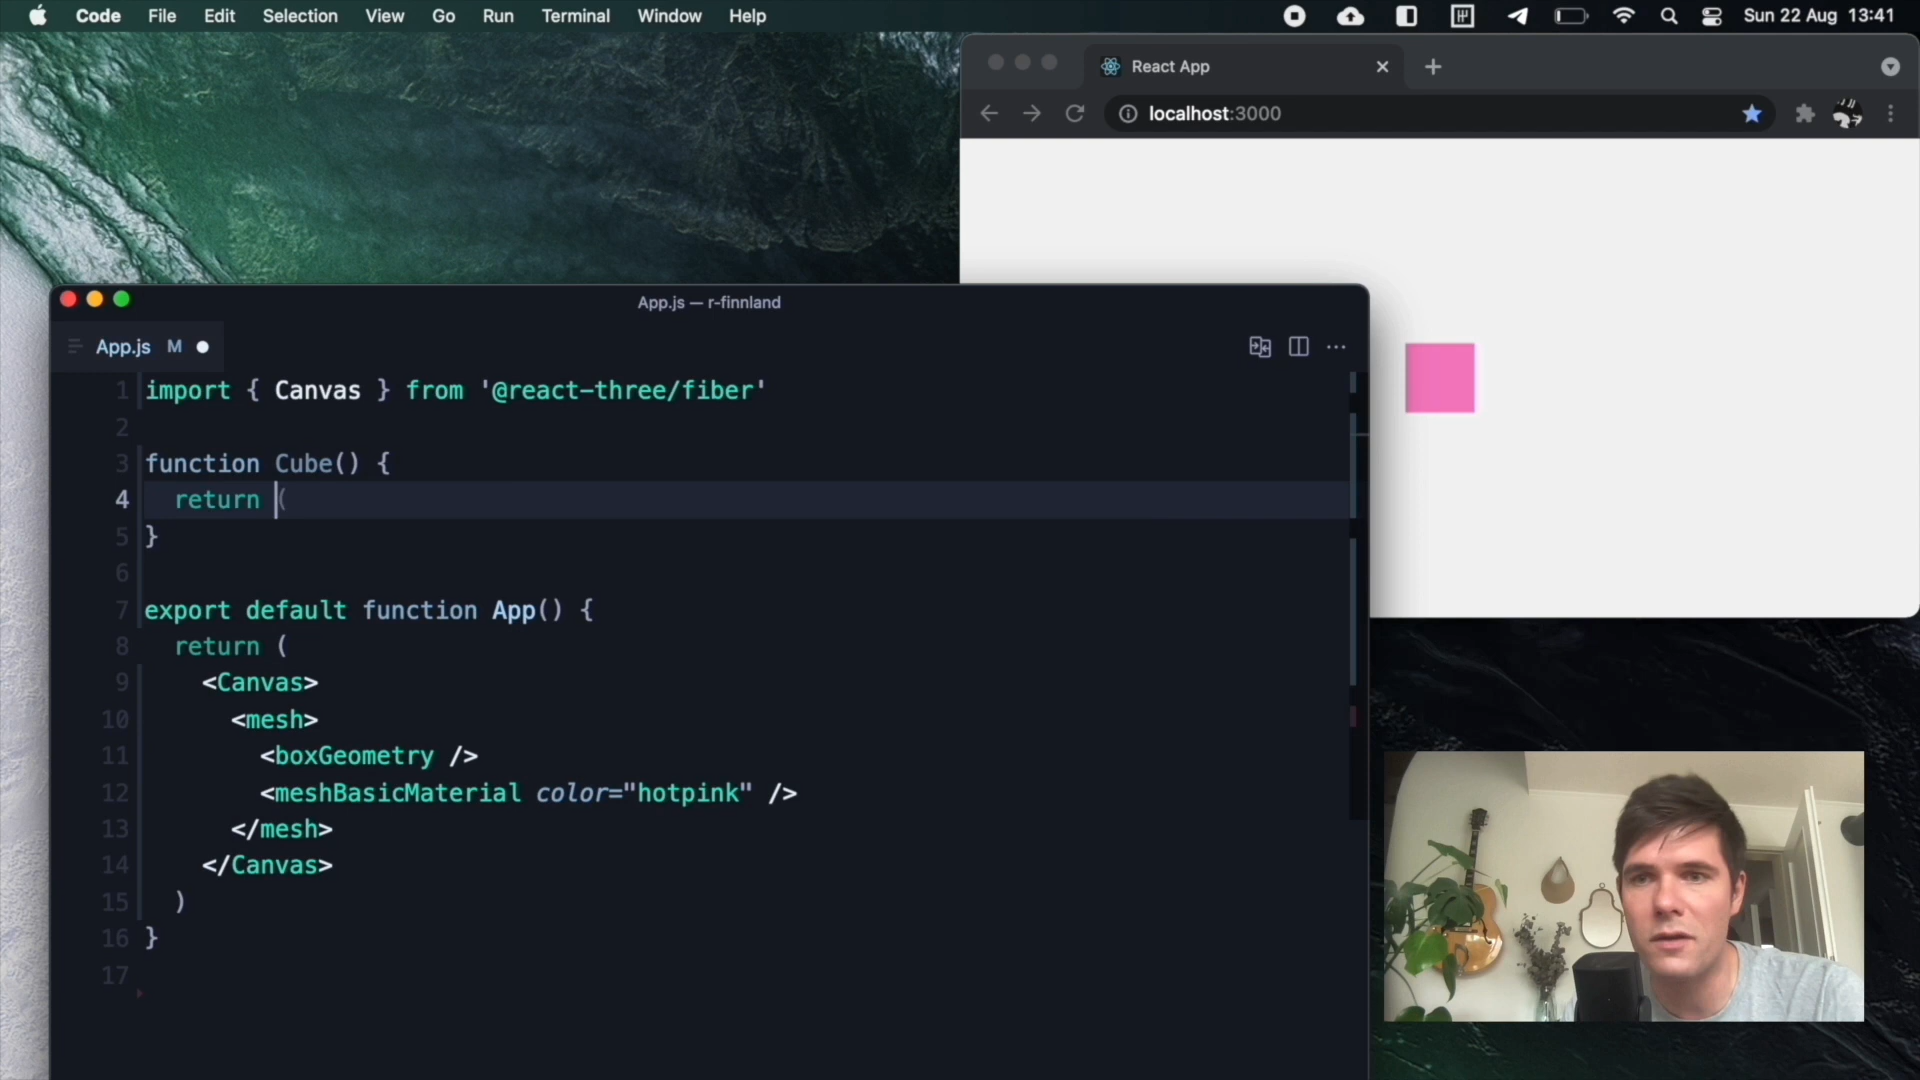 Code File Edit Selection View Go Run Terminal Window Help Sun 22 Aug 13:41
React App
localhost:3000
App.js — r-finnland
App.js M
1 import { Canvas } from '@react-three/fiber'
2
3 function Cube() {
4 return (
5 }
6
7 export default function App() {
8 return (
9 <Canvas>
10 <mesh>
11 <boxGeometry />
12 <meshBasicMaterial color="hotpink" />
13 </mesh>
14 </Canvas>
15 )
16 }
17